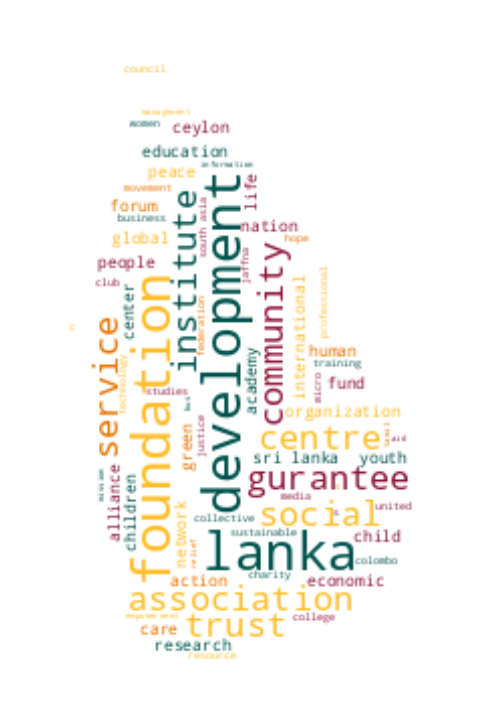 council
management
women
ceylon
education
information
peace
movement
life
forum
business
south asia
development
institute
nation
global
hope
jaffna
community
people
club
center
foundation
federation
international
professional
service
technology
academy
human
training
micro
fund
studies
bus
justice
green
organization
centre
tamil
aid
sri lanka
youth
gurantee
mission
alliance
children
network
media
social
united
collective
sustainable
child
relief
lanka
colombo
charity
action
economic
association
empowerment
college
care
trust
research
resource
c
s